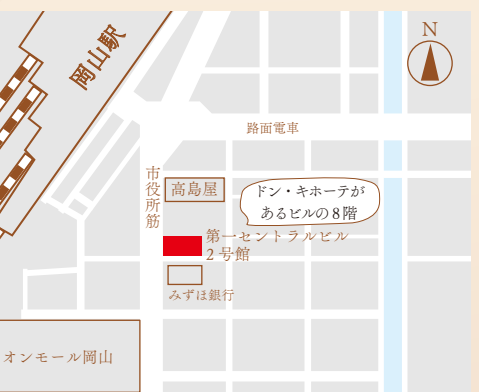 岡山駅
N
路面電車
市役所筋
高島屋
ドン・キホーテが
あるビルの8階
第一セントラルビル
2号館
みずほ銀行
オンモール岡山